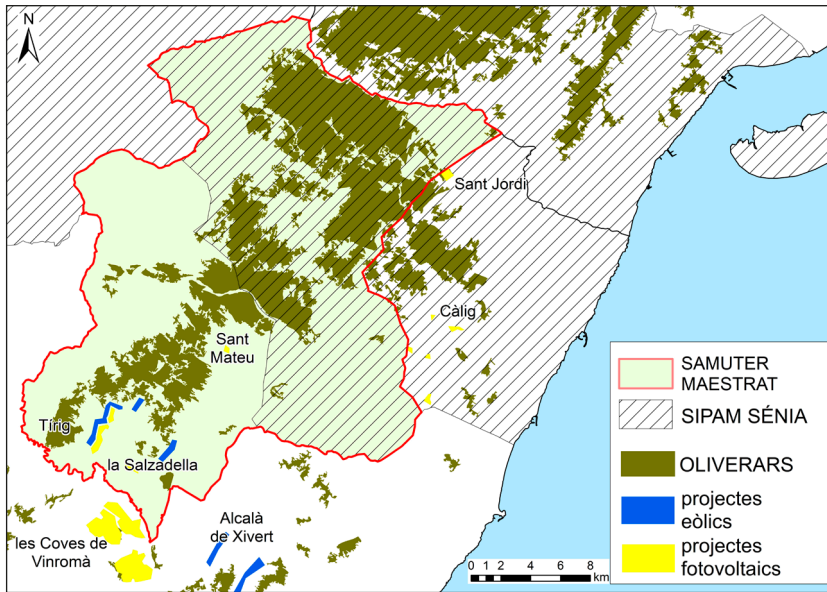 N
Sant Jordi
Càlig
Sant
Mateu
Tírig
la Salzadella
Alcalà
de Xivert
les Coves de
Vinromà
0 1 2 4 6 8
km
SAMUTER
MAESTRAT
SIPAM SÉNIA
OLIVERARS
projectes
eòlics
projectes
fotovoltaics